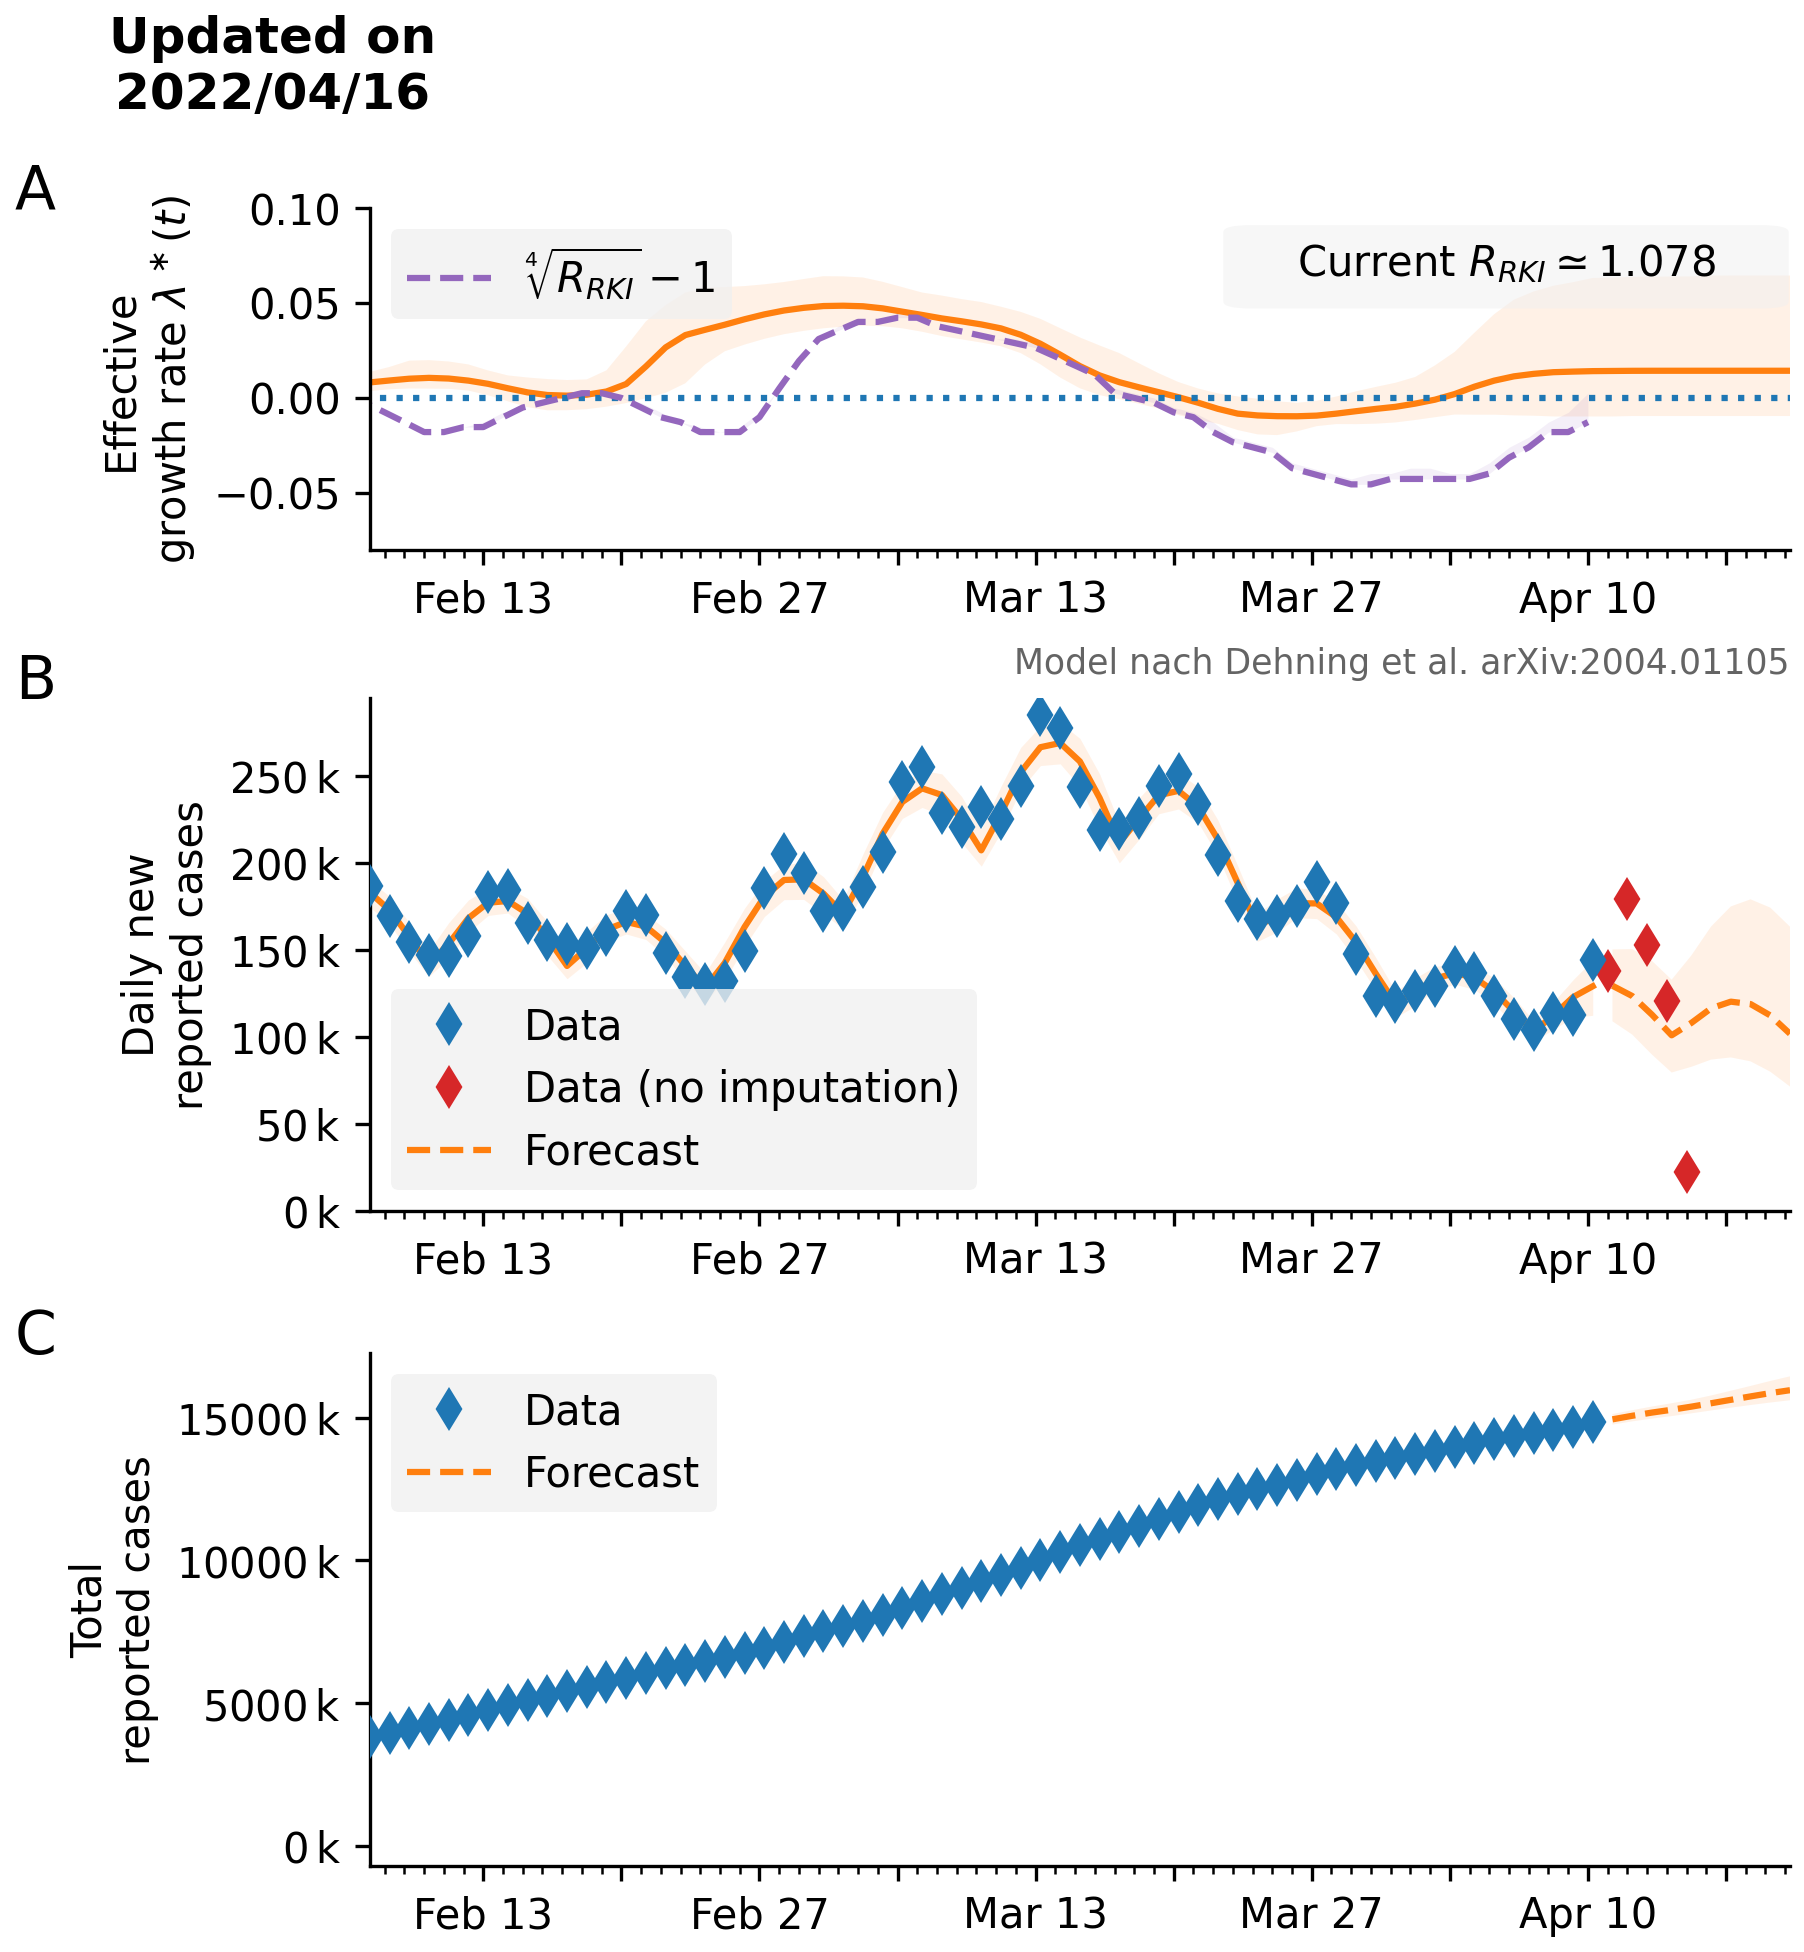 Updated on
2022/04/16
A
Effective
growth rate λ * (t)
0.10
0.05
0.00
−0.05
∜R_RKI − 1
Current R_RKI ≃ 1.078
Feb 13 Feb 27 Mar 13 Mar 27 Apr 10
Model nach Dehning et al. arXiv:2004.01105
B
Daily new
reported cases
250 k
200 k
150 k
100 k
50 k
0 k
Data
Data (no imputation)
Forecast
Feb 13 Feb 27 Mar 13 Mar 27 Apr 10
C
Total
reported cases
15000 k
10000 k
5000 k
0 k
Data
Forecast
Feb 13 Feb 27 Mar 13 Mar 27 Apr 10